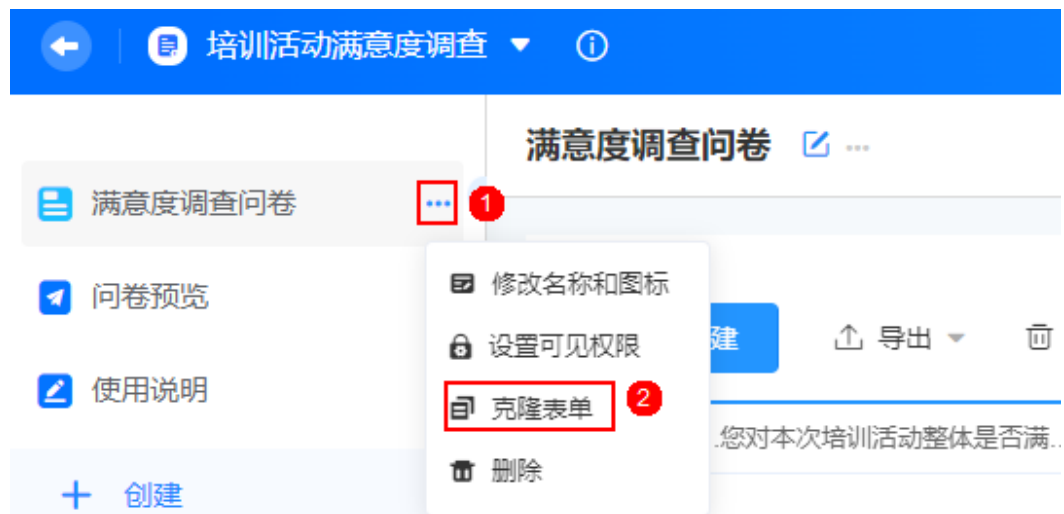 培训活动满意度调查
满意度调查问卷 ...
满意度调查问卷 ... 1
修改名称和图标
问卷预览
设置可见权限
建 导出
使用说明
克隆表单 2
.您对本次培训活动整体是否满..
删除
+ 创建